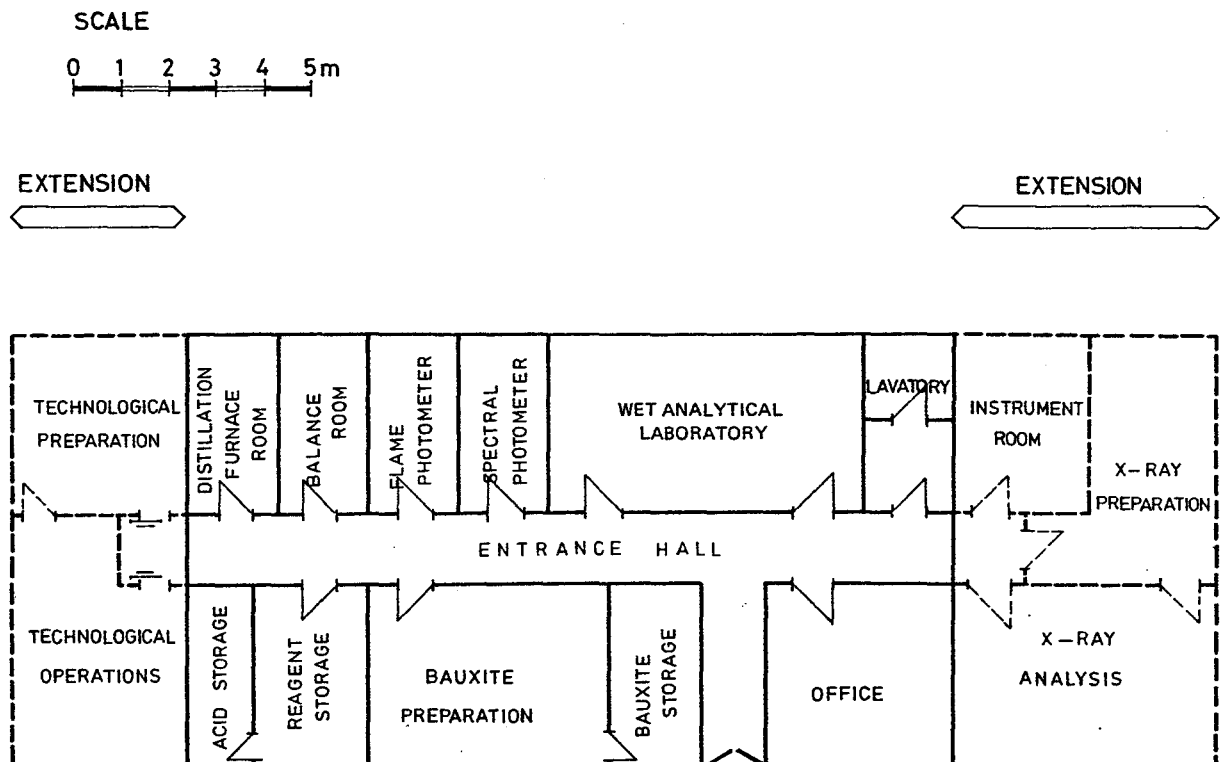 SCALE
0 1 2 3 4 5m
EXTENSION
EXTENSION
TECHNOLOGICAL
PREPARATION
DISTILLATION
FURNACE
ROOM
BALANCE
ROOM
FLAME
PHOTOMETER
SPECTRAL
PHOTOMETER
WET ANALYTICAL
LABORATORY
LAVATORY
INSTRUMENT
ROOM
X-RAY
PREPARATION
ENTRANCE HALL
TECHNOLOGICAL
OPERATIONS
ACID STORAGE
REAGENT
STORAGE
BAUXITE
PREPARATION
BAUXITE
STORAGE
OFFICE
X-RAY
ANALYSIS